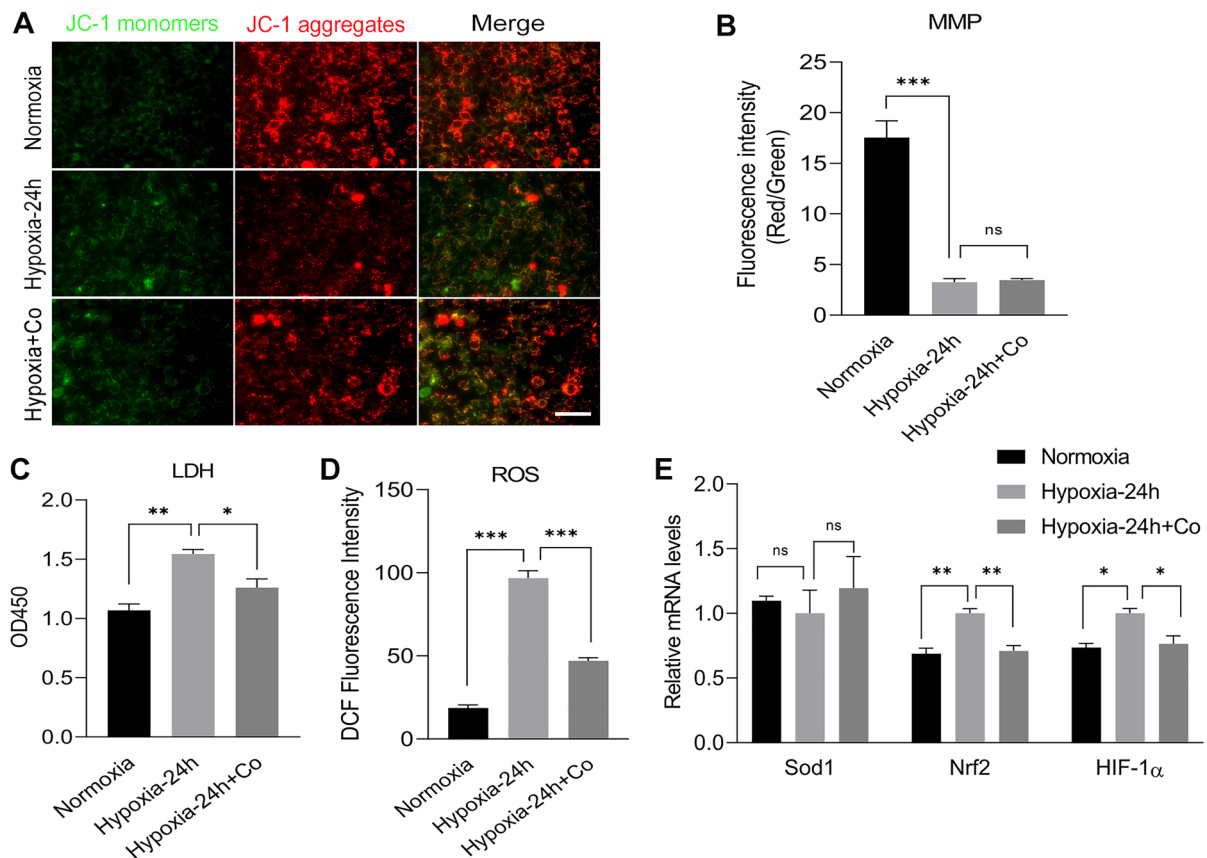 A
JC-1 monomers
JC-1 aggregates
Merge
Normoxia
Hypoxia-24h
Hypoxia+Co
B
MMP
Fluorescence intensity
(Red/Green)
25
20
15
10
5
0
***
ns
Normoxia
Hypoxia-24h
Hypoxia-24h+Co
C
LDH
OD450
2.0
1.5
1.0
0.5
0.0
**
*
Normoxia
Hypoxia-24h
Hypoxia-24h+Co
D
ROS
DCF Fluorescence Intensity
150
100
50
0
***
***
Normoxia
Hypoxia-24h
Hypoxia-24h+Co
E
Normoxia
Hypoxia-24h
Hypoxia-24h+Co
Relative mRNA levels
2.0
1.5
1.0
0.5
0.0
ns
ns
**
**
*
*
Sod1
Nrf2
HIF-1α